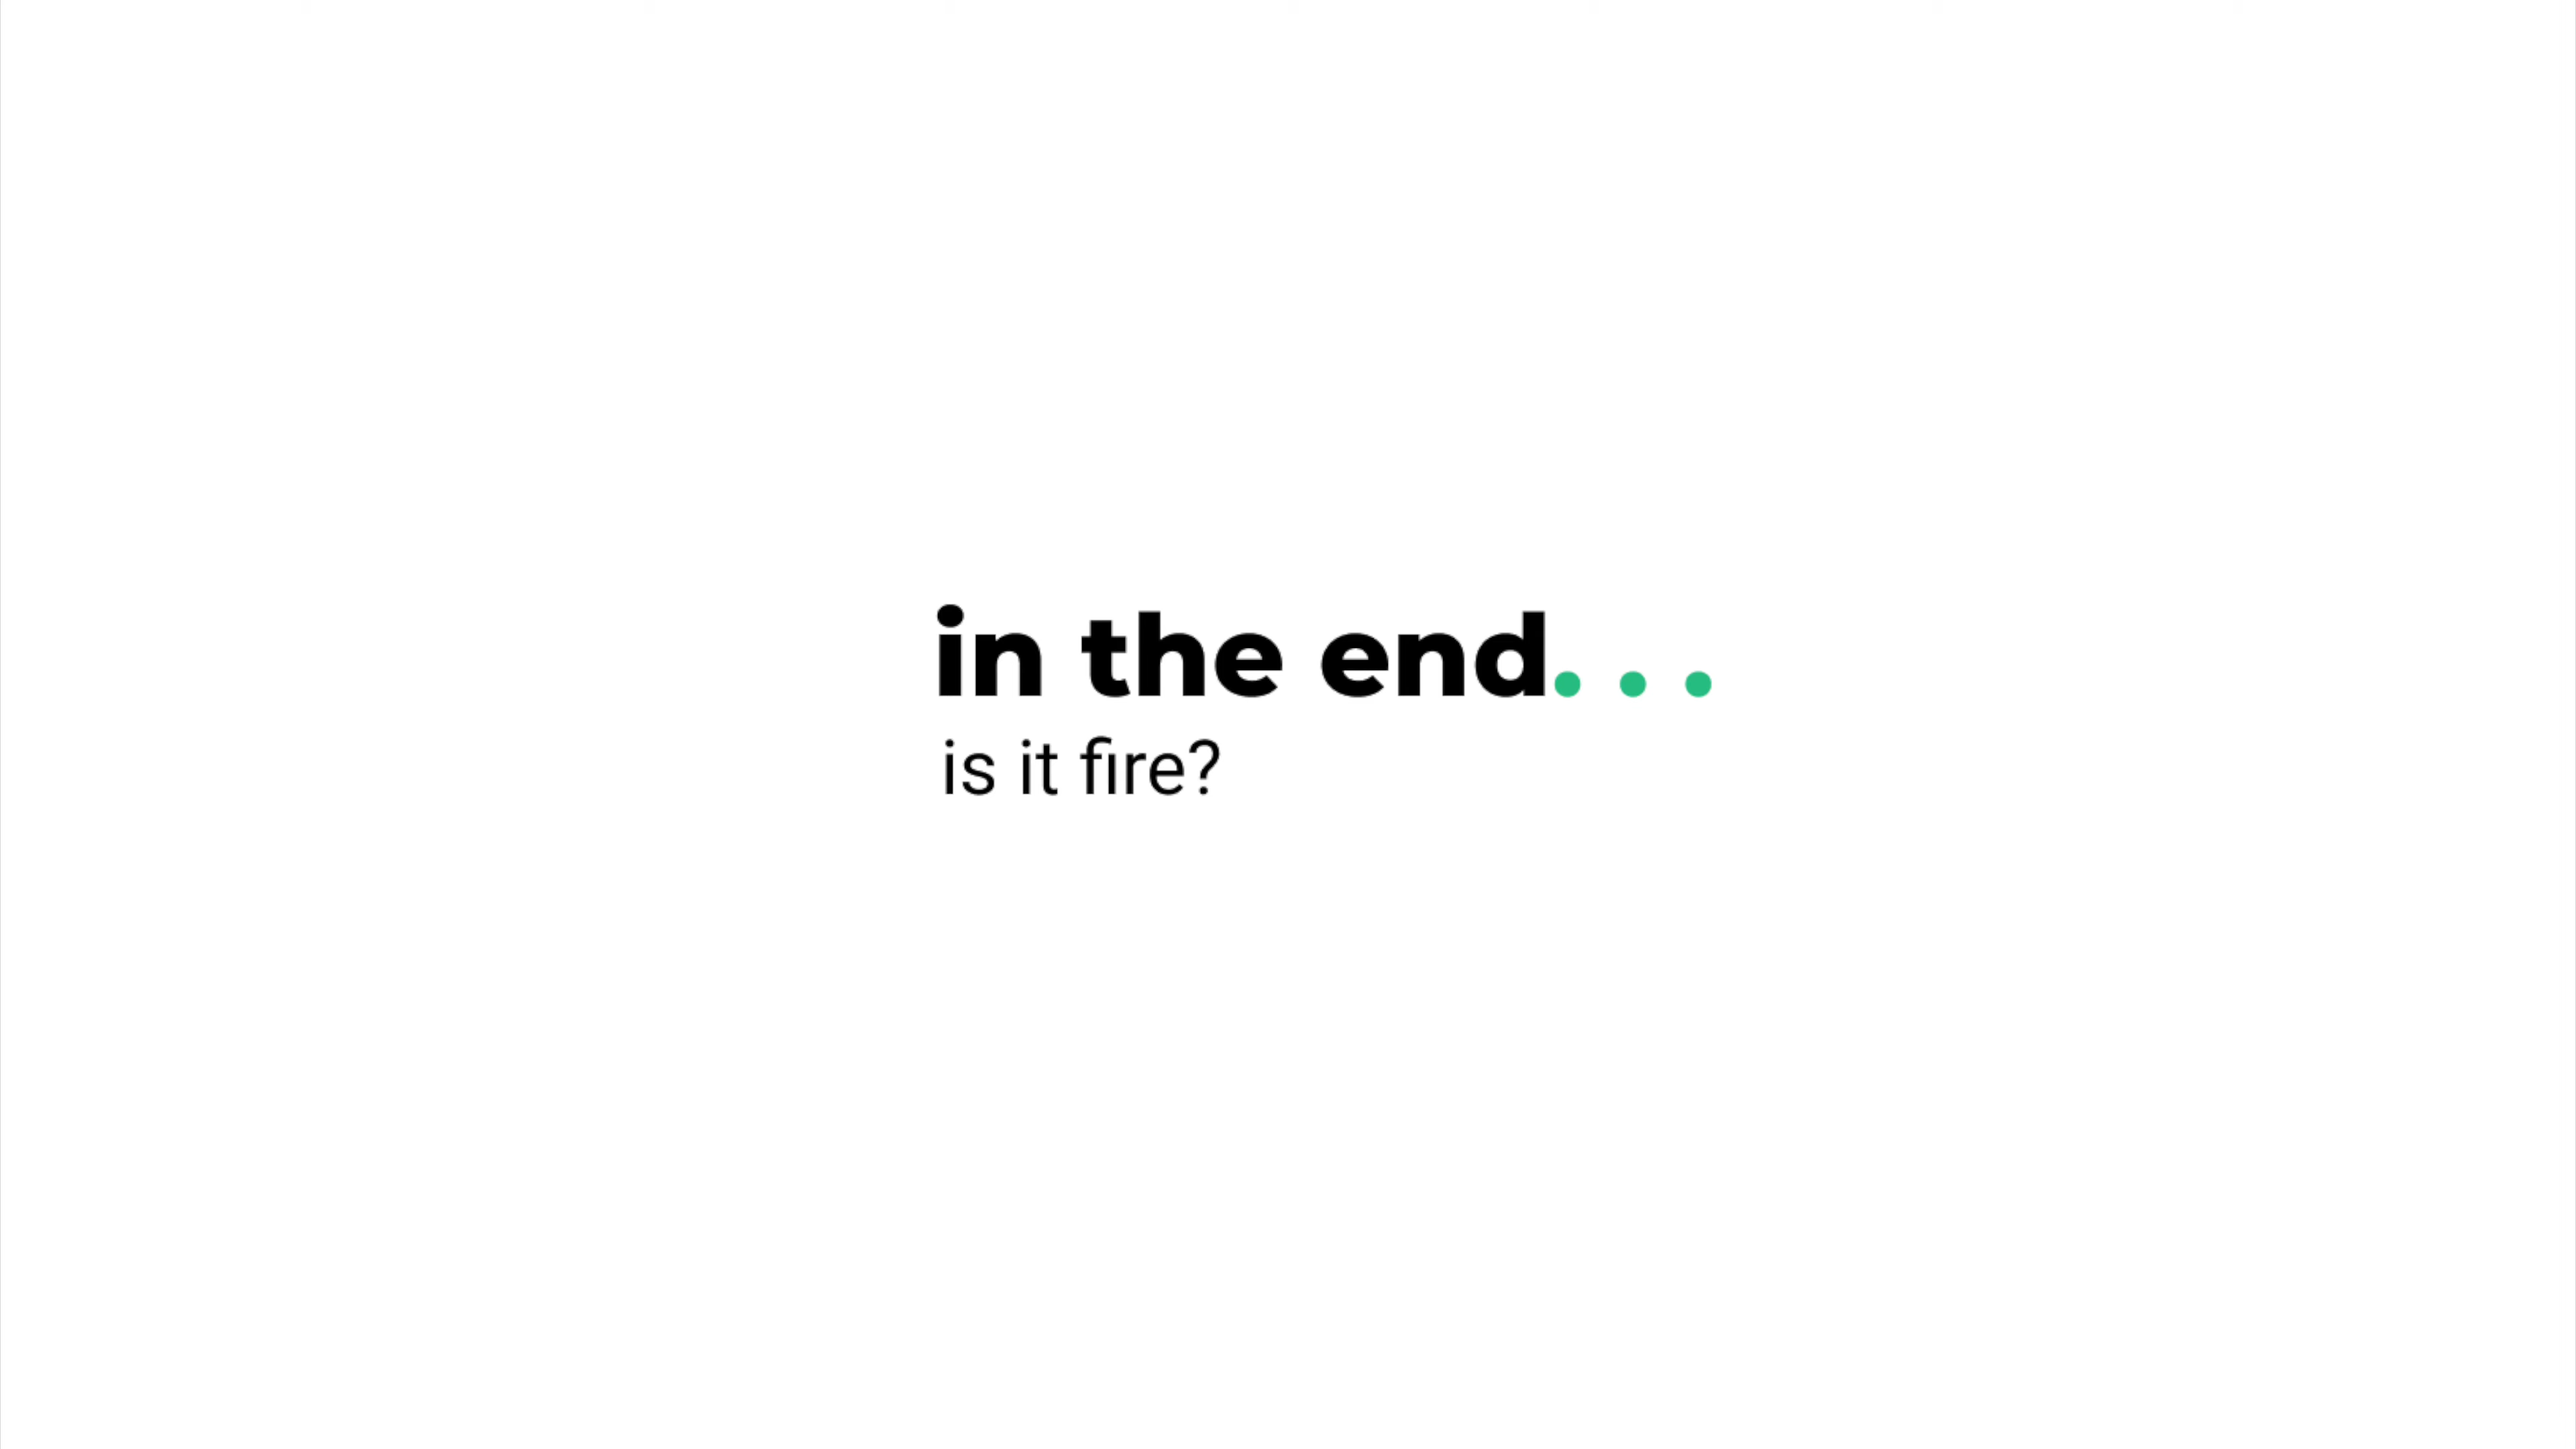 in the end. . .
is it fire?